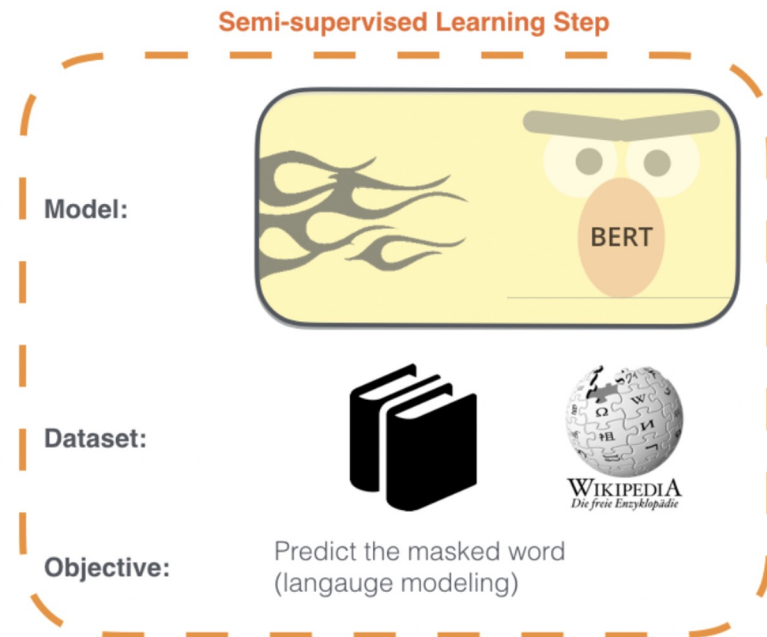 Semi-supervised Learning Step
Model:
BERT
Dataset:
WIKIPEDIA
Die freie Enzyklopädie
Objective:
Predict the masked word
(langauge modeling)